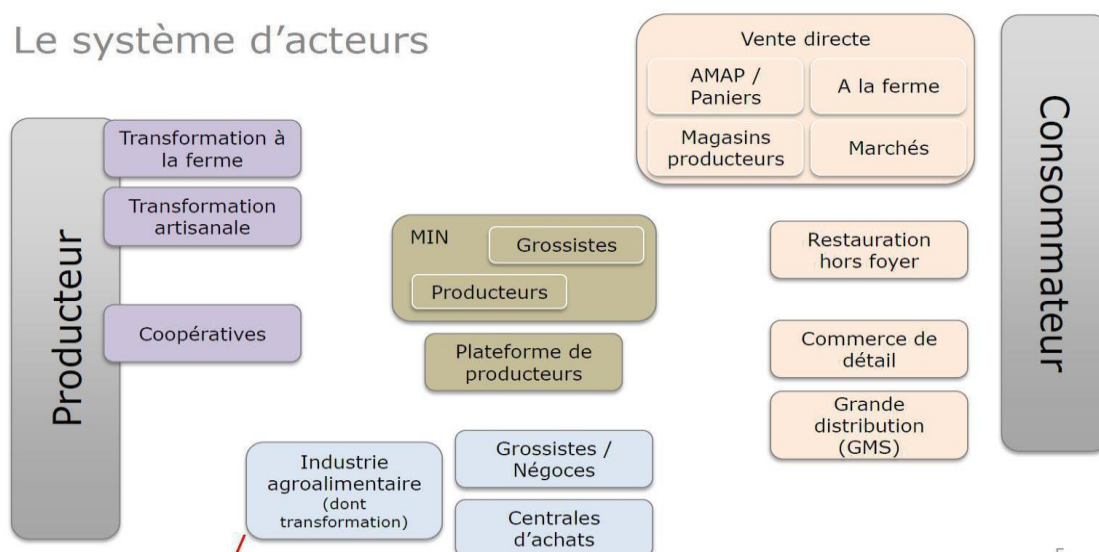 Le système d'acteurs
Vente directe
AMAP /
Paniers
A la ferme
Magasins
producteurs
Marchés
Consommateur
Producteur
Transformation à
la ferme
Transformation
artisanale
Coopératives
MIN
Grossistes
Producteurs
Plateforme de
producteurs
Restauration
hors foyer
Commerce de
détail
Grande
distribution
(GMS)
Industrie
agroalimentaire
(dont
transformation)
Grossistes /
Négoces
Centrales
d'achats